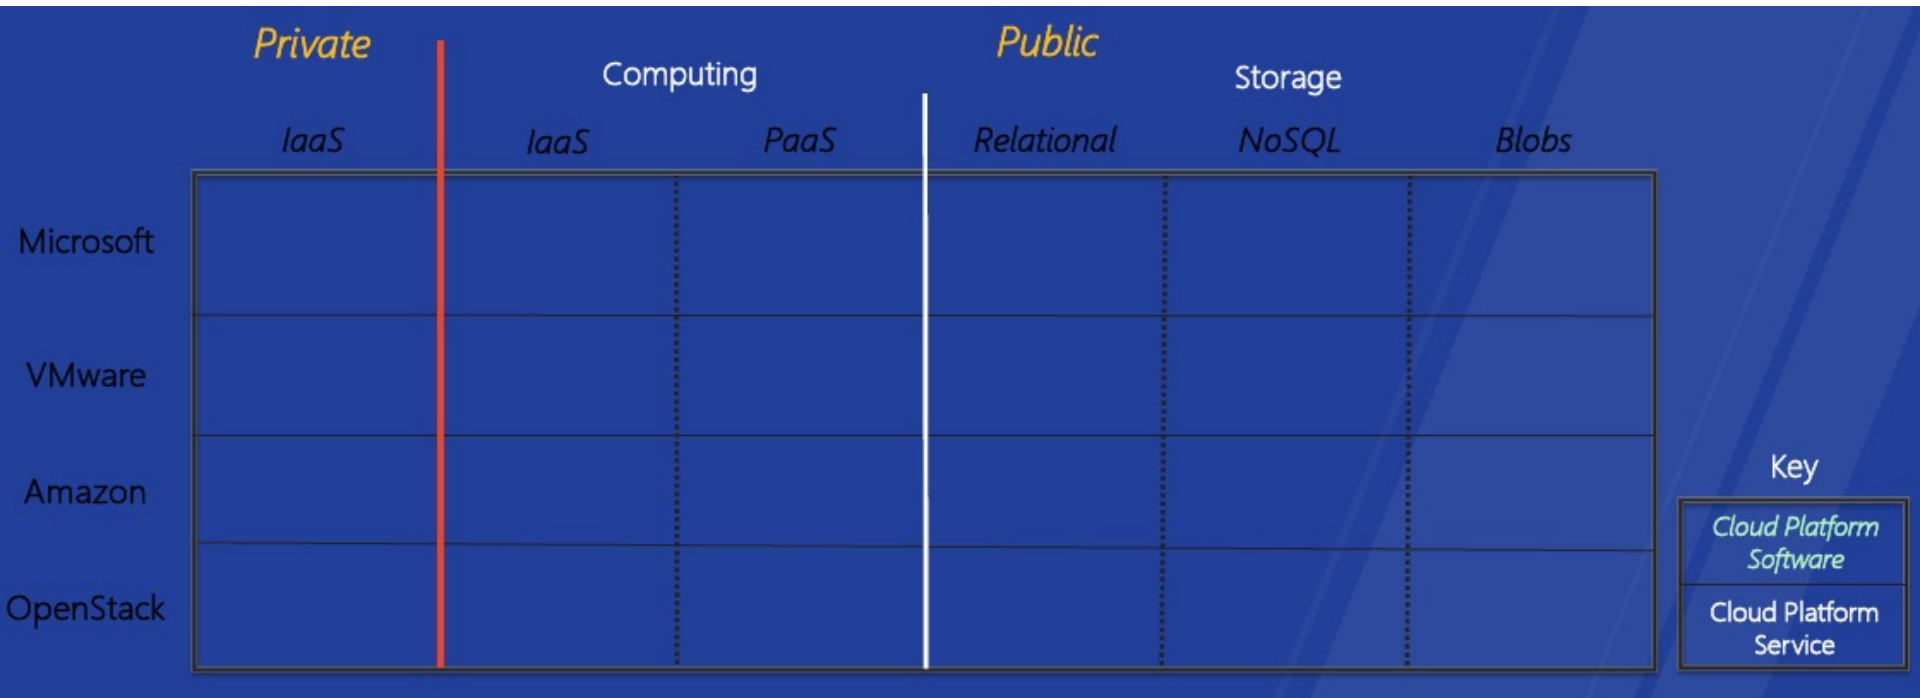 Private
Public
Computing
Storage
IaaS
IaaS
PaaS
Relational
NoSQL
Blobs
Microsoft
VMware
Amazon
OpenStack
Key
Cloud Platform
Software
Cloud Platform
Service